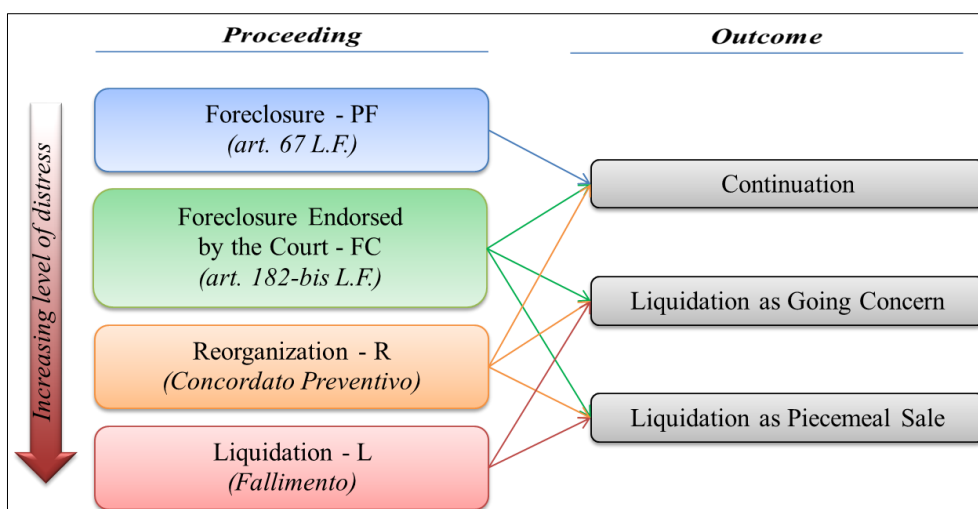 Proceeding
Outcome
Increasing level of distress
Foreclosure - PF
(art. 67 L.F.)
Foreclosure Endorsed
by the Court - FC
(art. 182-bis L.F.)
Reorganization - R
(Concordato Preventivo)
Liquidation - L
(Fallimento)
Continuation
Liquidation as Going Concern
Liquidation as Piecemeal Sale